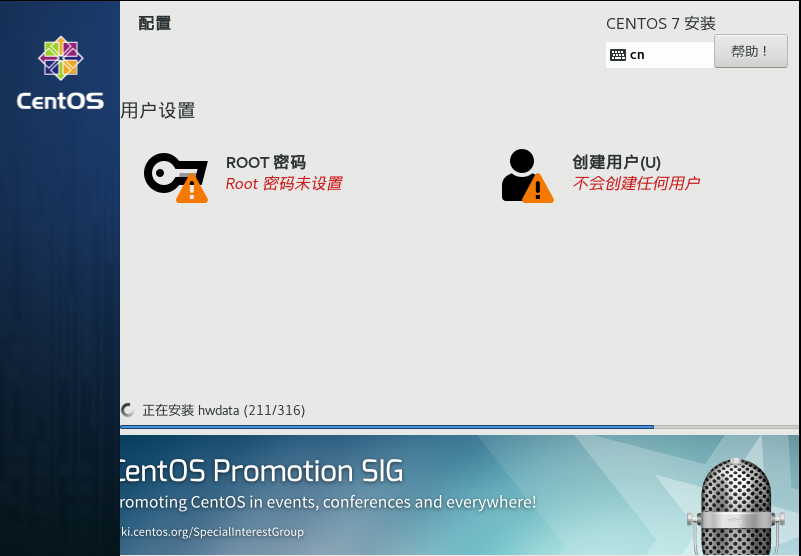 CentOS
配置
CENTOS 7 安装
cn
帮助！
用户设置
ROOT 密码
Root 密码未设置
创建用户(U)
不会创建任何用户
正在安装 hwdata (211/316)
CentOS Promotion SIG
romoting CentOS in events, conferences and everywhere!
ki.centos.org/SpecialInterestGroup